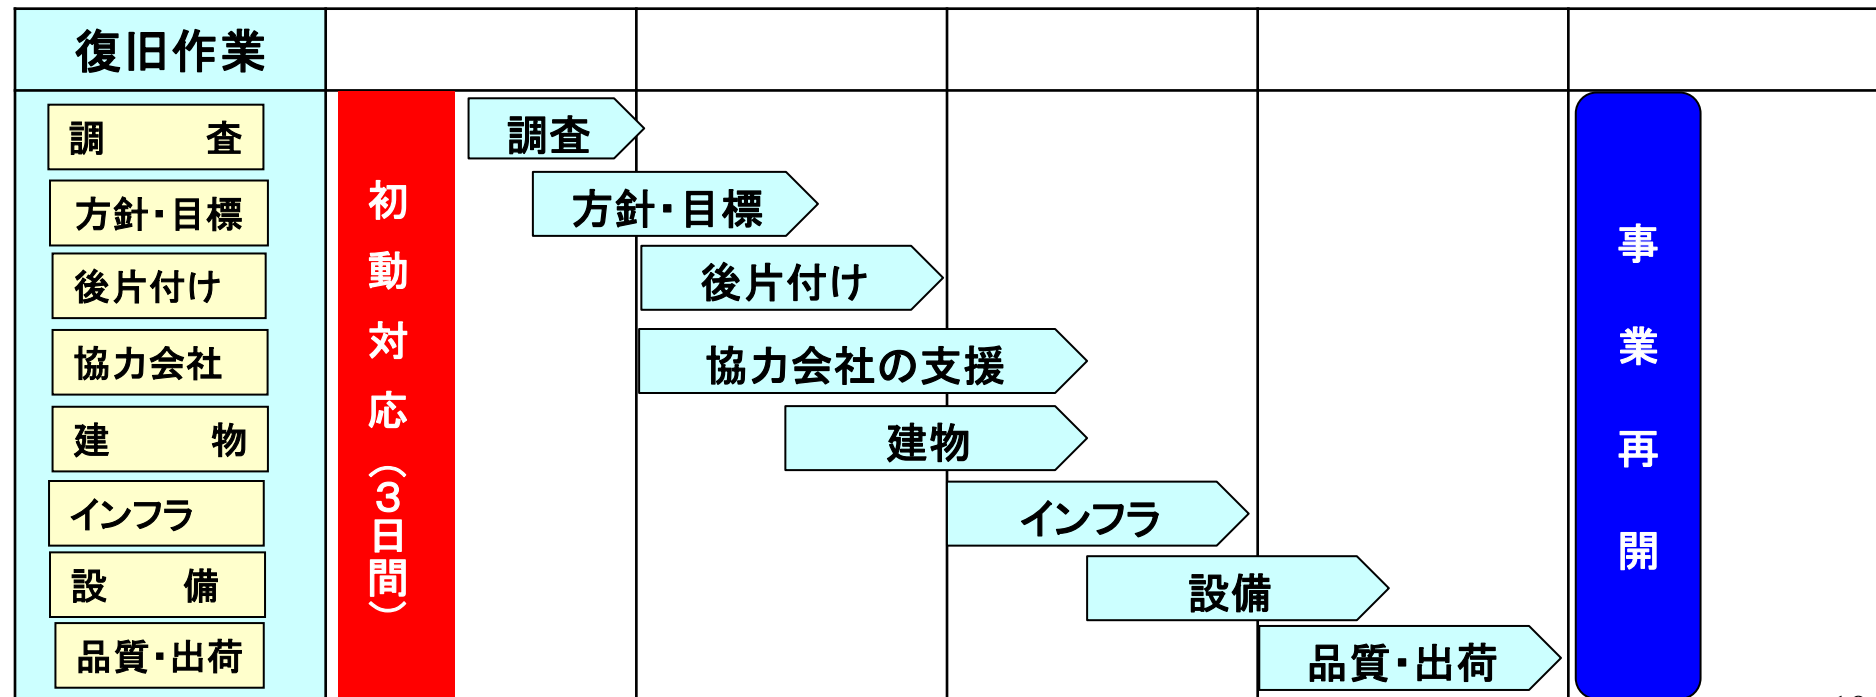 復旧作業
調査
方針・目標
後片付け
協力会社
建物
インフラ
設備
品質・出荷
初動対応（３日間）
調査
方針・目標
後片付け
協力会社の支援
建物
インフラ
設備
品質・出荷
事業再開